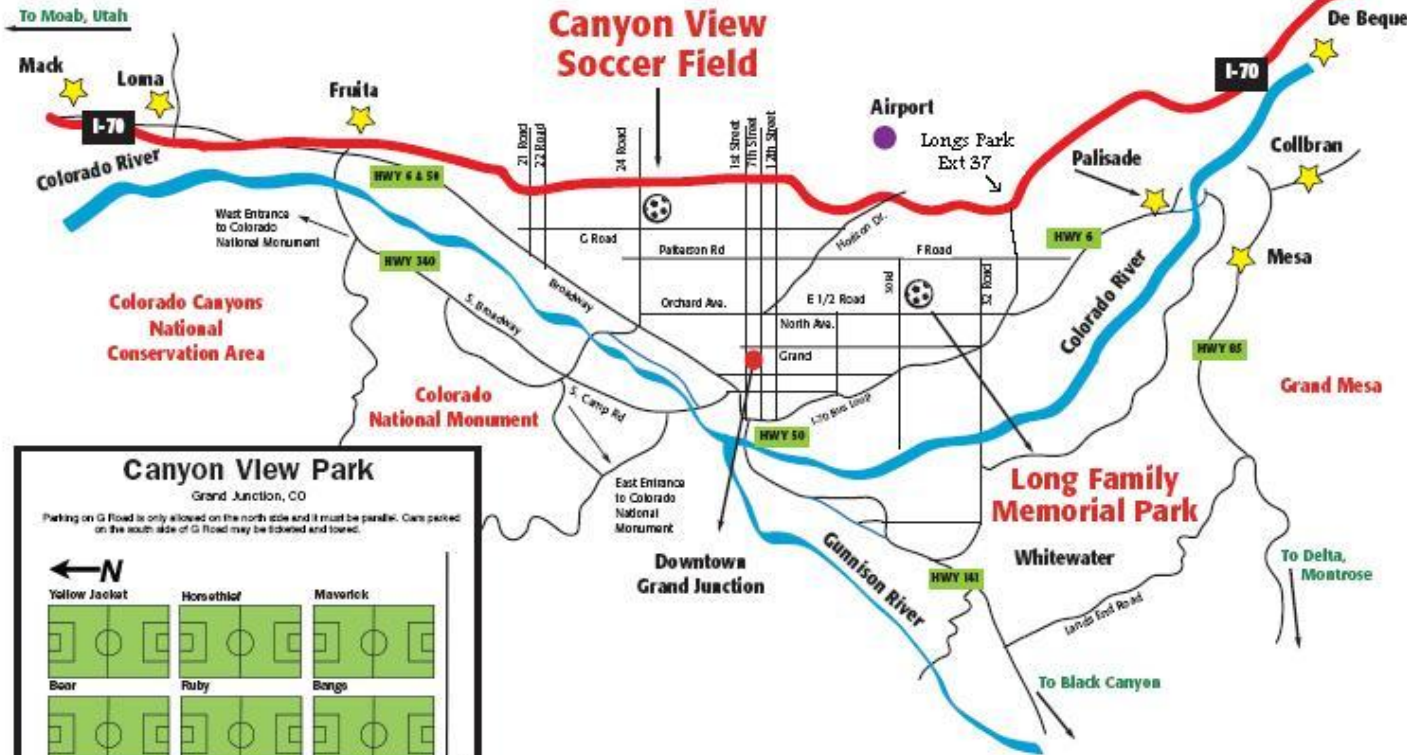 To Moab, Utah
Canyon View
Soccer Field
De Beque
Mack
Loma
Fruita
I-70
I-70
Airport
Longs Park
Ext 37
Palisade
Collbran
Colorado River
21 Road
22 Road
24 Road
1st Street
7th Street
12th Street
HWY 6 & 50
West Entrance
to Colorado
National Monument
G Road
Patterson Rd
F Road
HWY 6
Mesa
HWY 340
Broadway
S. Broadway
Orchard Ave.
E 1/2 Road
32 Road
North Ave.
Grand
Colorado River
Colorado Canyons
National
Conservation Area
Colorado
National Monument
S. Camp Rd
I-70 Bus Loop
HWY 50
Grand Mesa
East Entrance
to Colorado
National
Monument
Long Family
Memorial Park
Downtown
Grand Junction
Gunnison River
Whitewater
HWY 141
Lands End Road
To Delta,
Montrose
To Black Canyon
Canyon View Park
Grand Junction, CO
Parking on G Road is only allowed on the north side and it must be parallel. Cars parked
on the south side of G Road may be ticketed and towed.
N
Yellow Jacket
Horsethief
Maverick
Bear
Ruby
Bangs